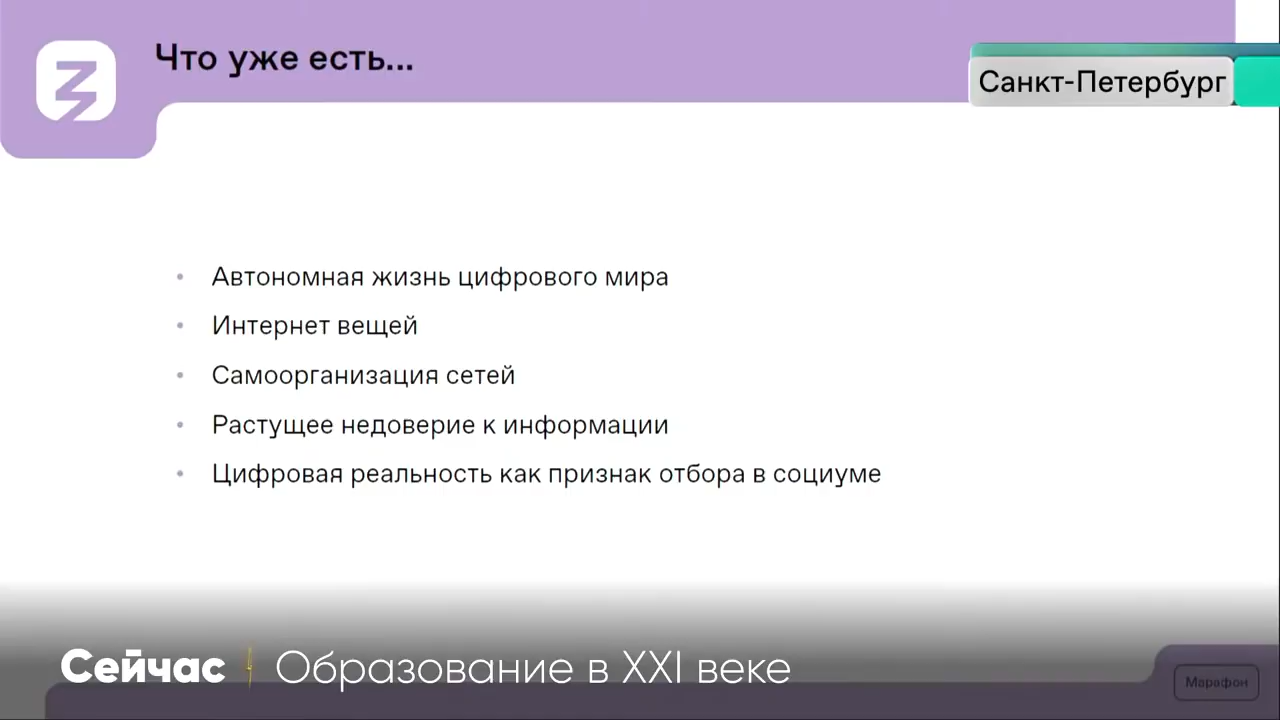 Что уже есть...
Санкт-Петербург
• Автономная жизнь цифрового мира
• Интернет вещей
• Самоорганизация сетей
• Растущее недоверие к информации
• Цифровая реальность как признак отбора в социуме
Сейчас Образование в XXI веке
Марафон